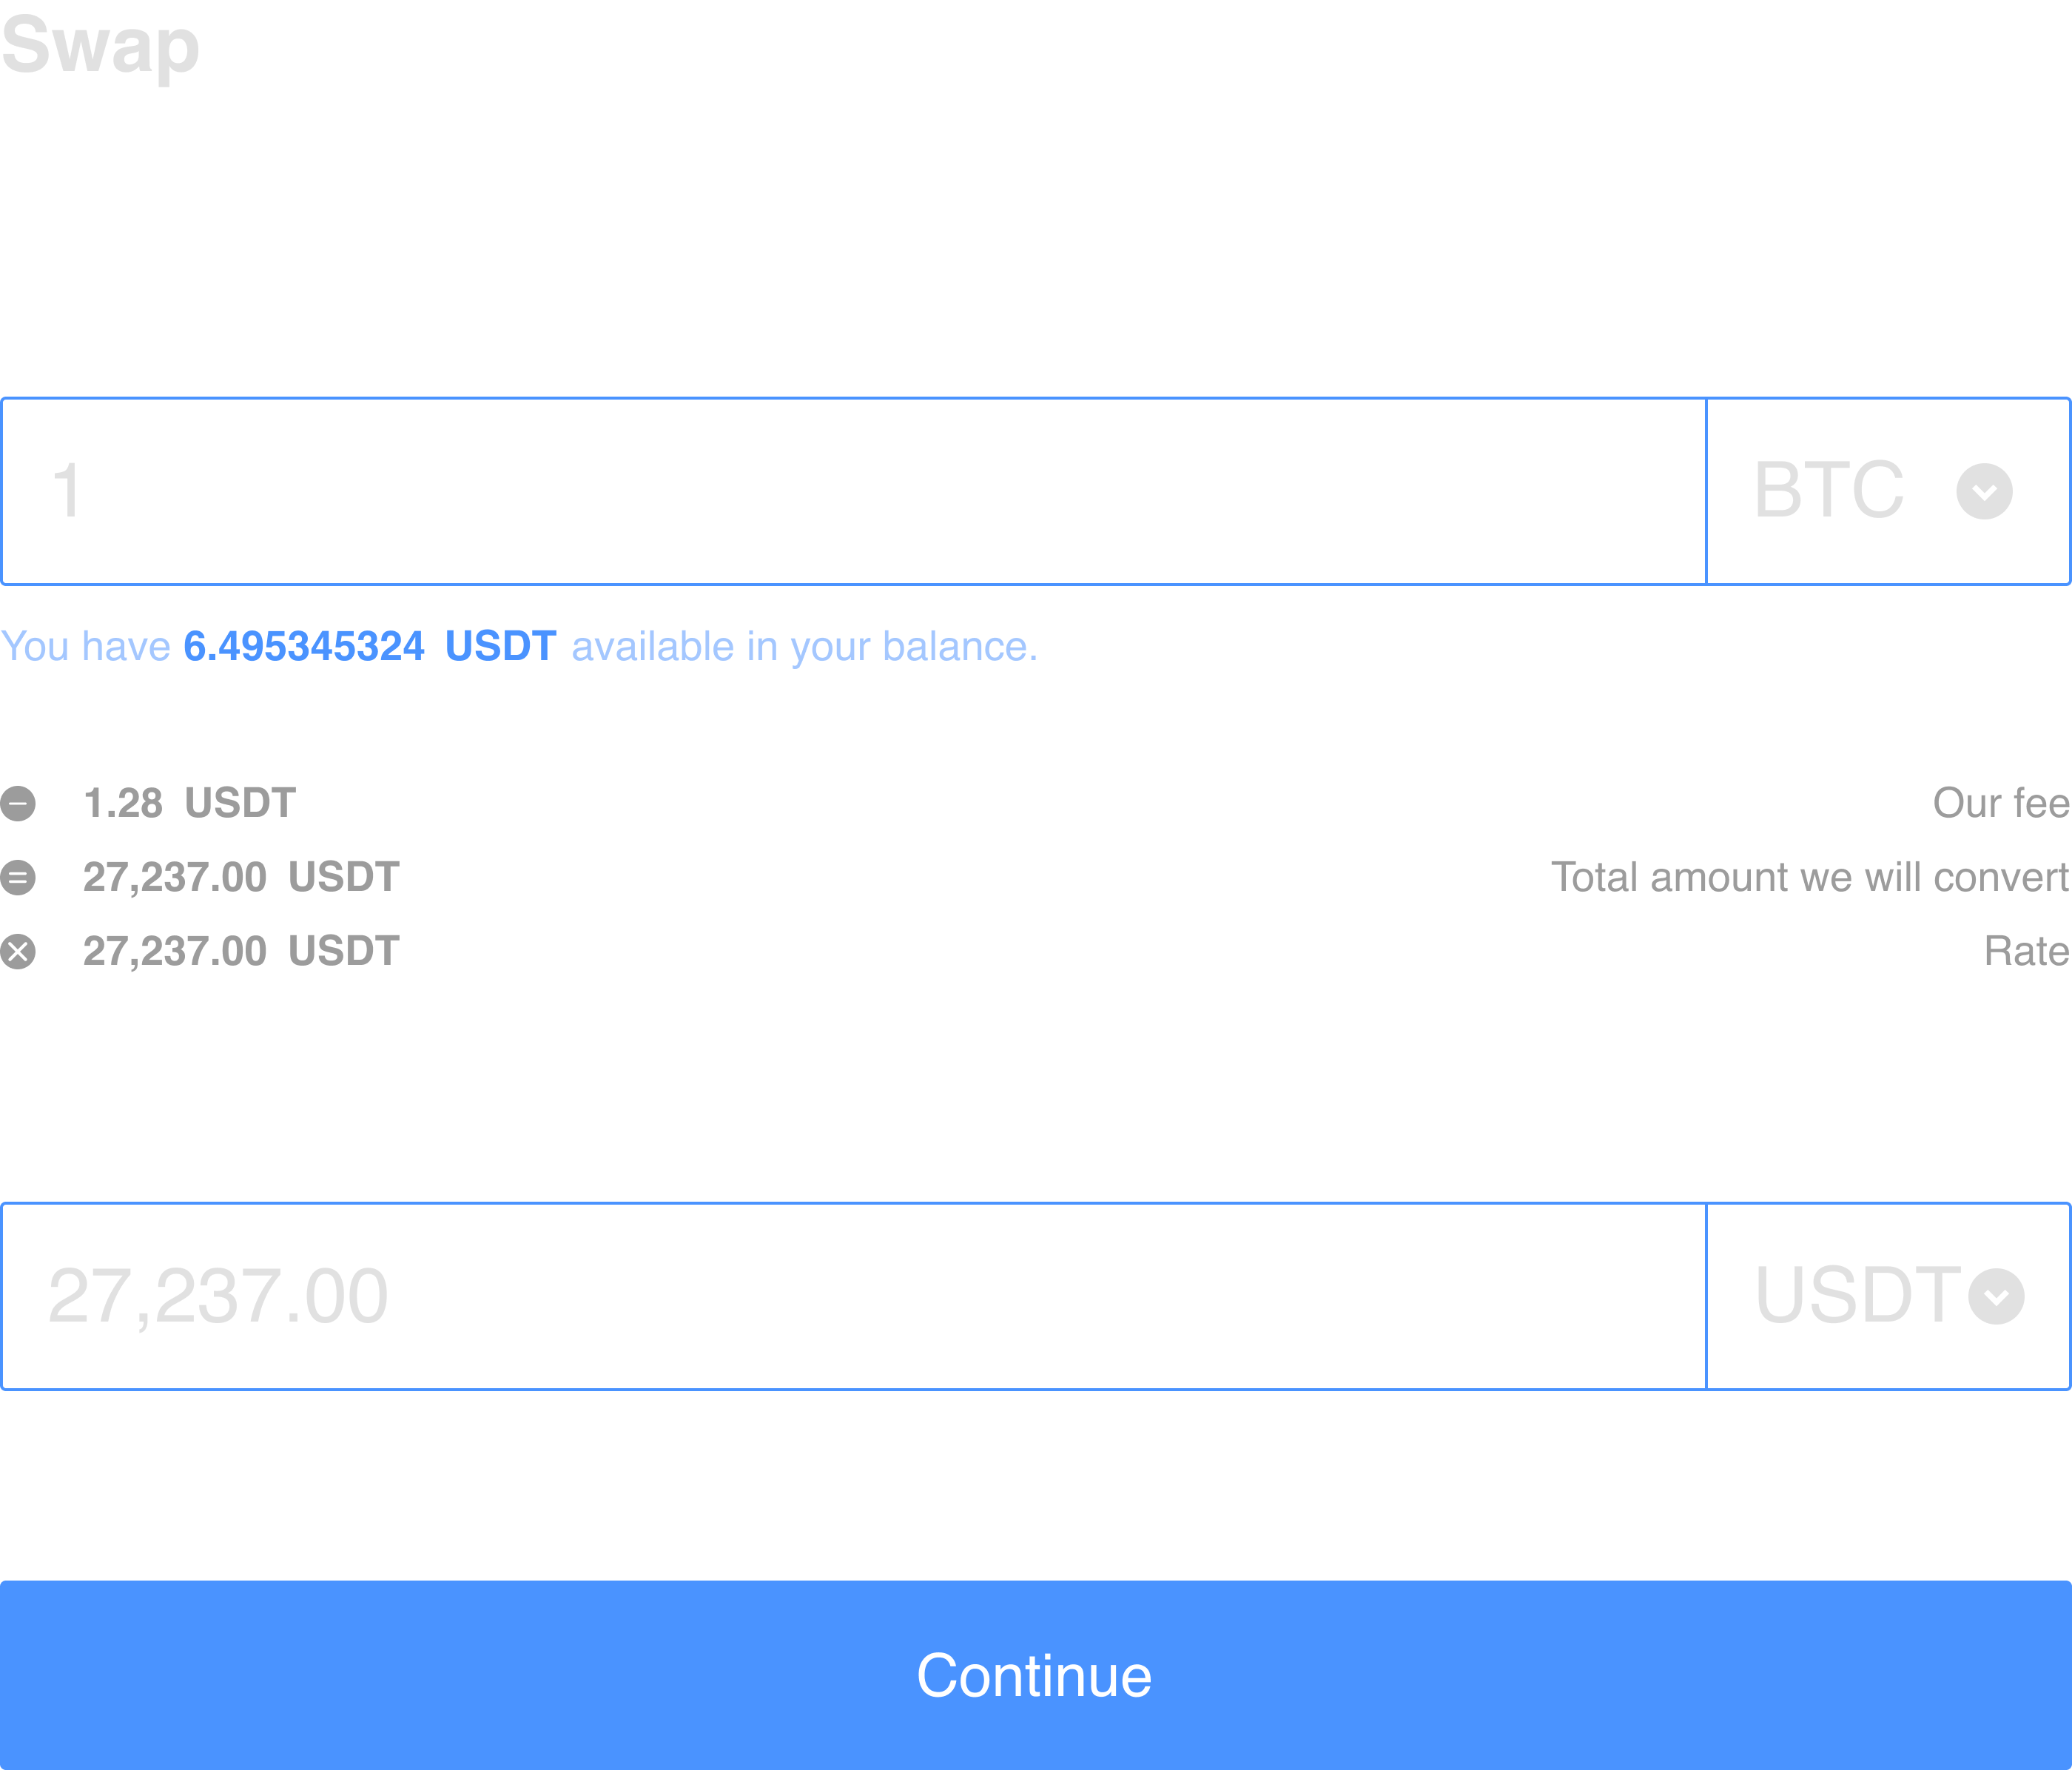 Swap
1 BTC
You have 6.495345324 USDT available in your balance.
1.28 USDT Our fee
27,237.00 USDT Total amount we will convert
27,237.00 USDT Rate
27,237.00 USDT
Continue